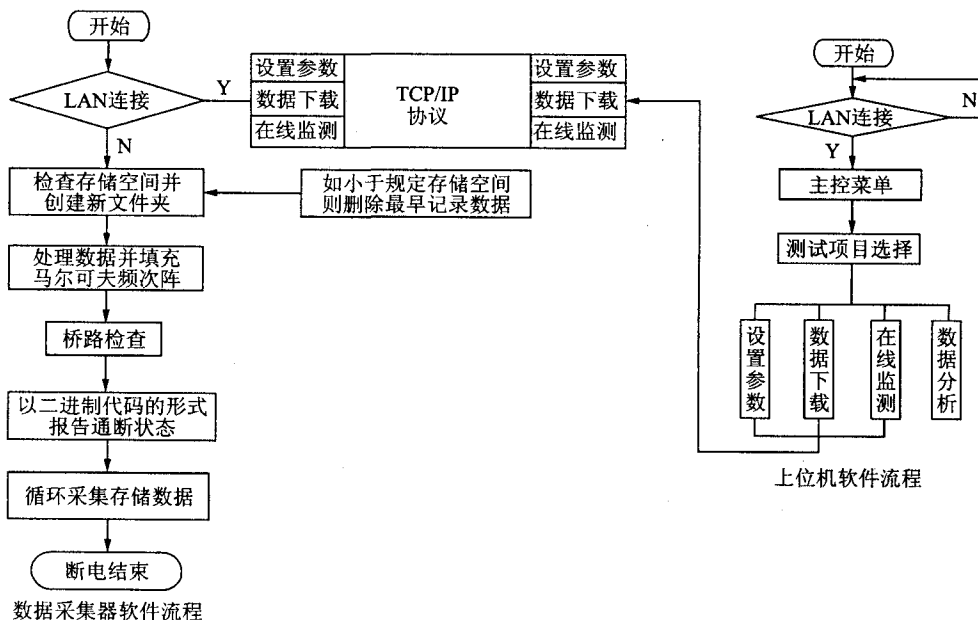 开始
LAN连接
Y
N
设置参数
数据下载
在线监测
TCP/IP
协议
设置参数
数据下载
在线监测
检查存储空间并
创建新文件夹
如小于规定存储空间
则删除最早记录数据
处理数据并填充
马尔可夫频次阵
桥路检查
以二进制代码的形式
报告通断状态
循环采集存储数据
断电结束
数据采集器软件流程
开始
LAN连接
N
Y
主控菜单
测试项目选择
设置参数
数据下载
在线监测
数据分析
上位机软件流程